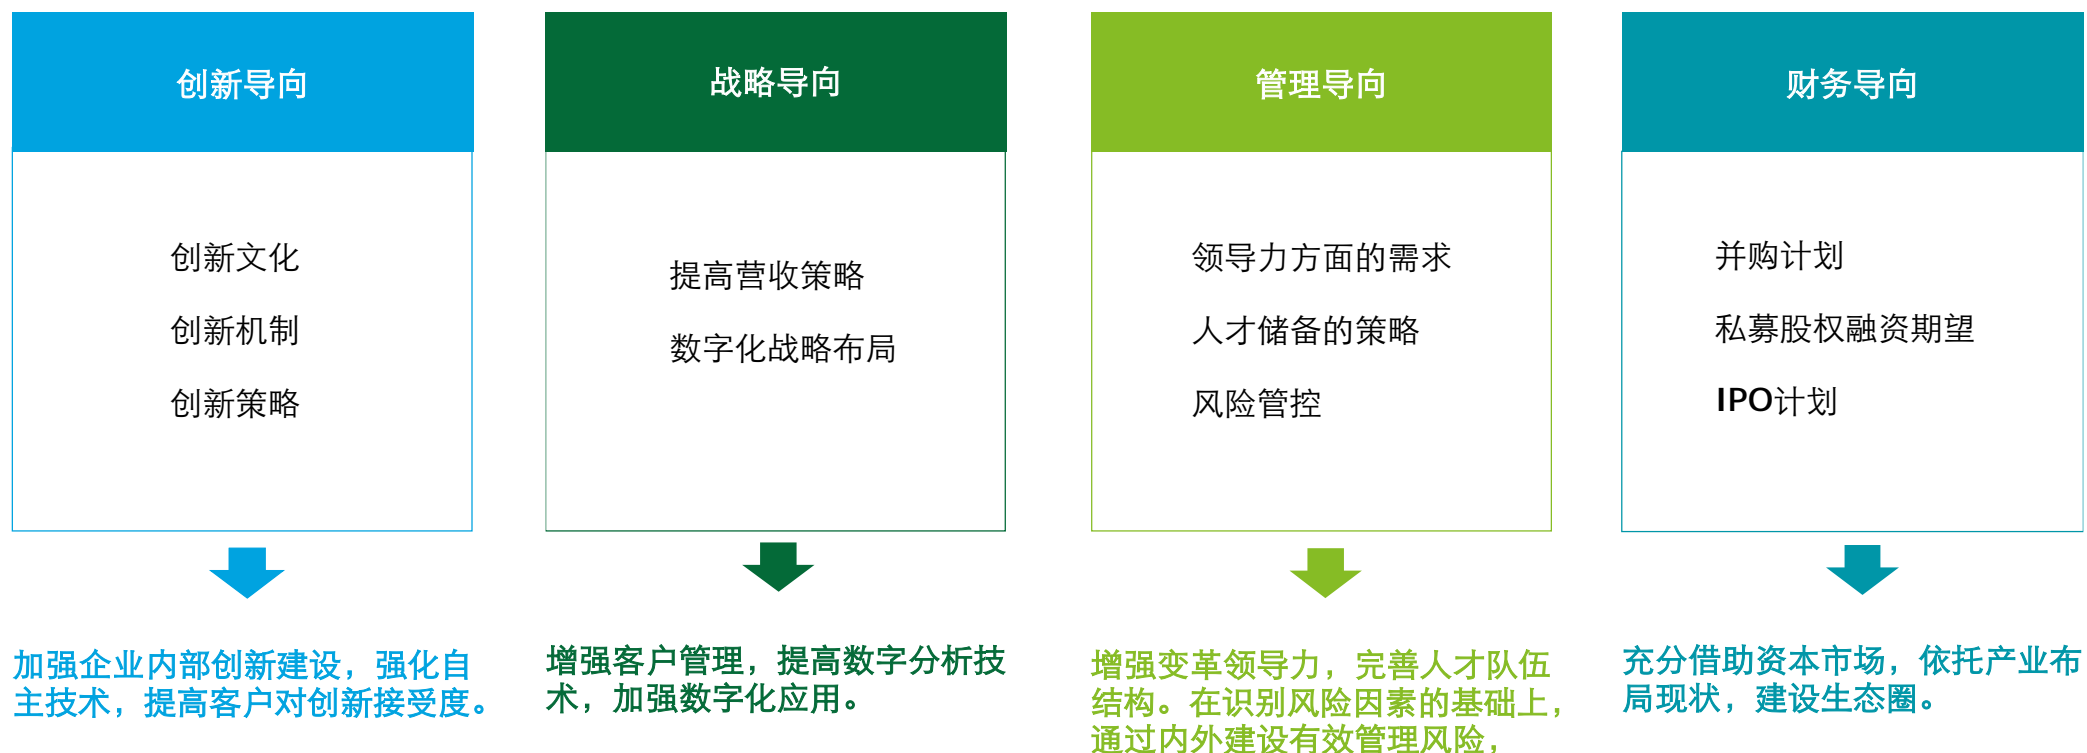 创新导向
创新文化
创新机制
创新策略
加强企业内部创新建设，强化自
主技术，提高客户对创新接受度。
战略导向
提高营收策略
数字化战略布局
增强客户管理，提高数字分析技
术，加强数字化应用。
管理导向
领导力方面的需求
人才储备的策略
风险管控
增强变革领导力，完善人才队伍
结构。在识别风险因素的基础上，
通过内外建设有效管理风险，
财务导向
并购计划
私募股权融资期望
IPO计划
充分借助资本市场，依托产业布
局现状，建设生态圈。